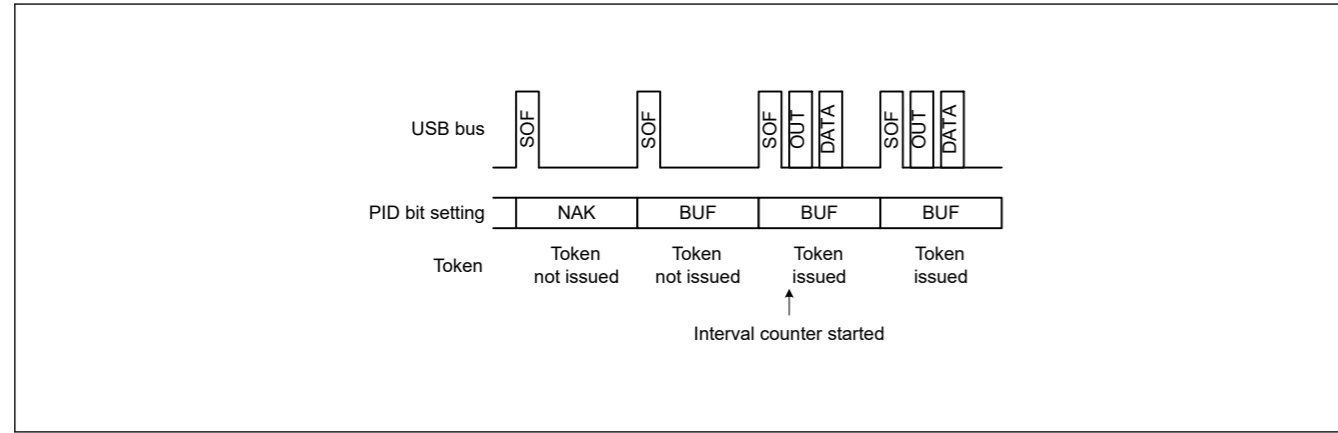 USB bus
SOF SOF SOF OUT DATA SOF OUT DATA
PID bit setting NAK BUF BUF BUF
Token
Token
not issued
Token
not issued
Token
issued
Token
issued
Interval counter started